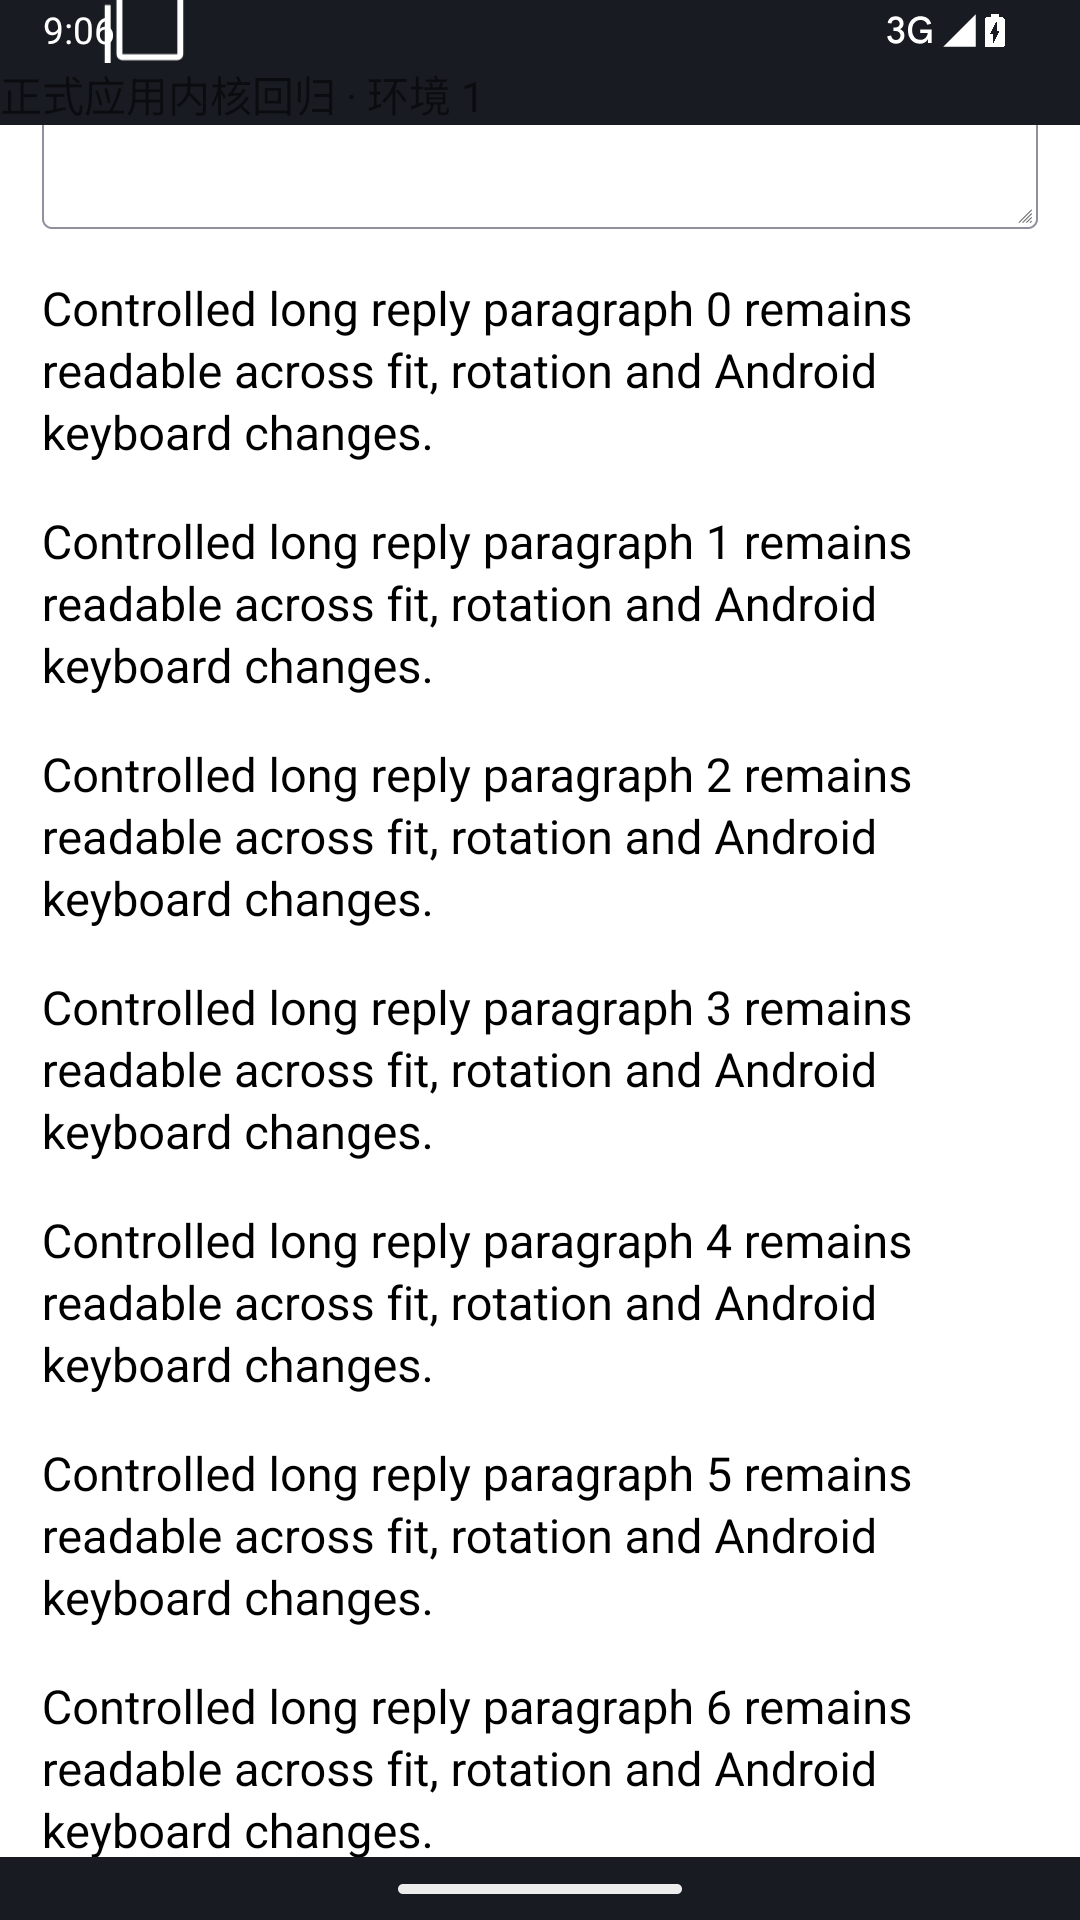 9:06
3G
正式应用内核回归 · 环境 1
Controlled long reply paragraph 0 remains
readable across fit, rotation and Android
keyboard changes.
Controlled long reply paragraph 1 remains
readable across fit, rotation and Android
keyboard changes.
Controlled long reply paragraph 2 remains
readable across fit, rotation and Android
keyboard changes.
Controlled long reply paragraph 3 remains
readable across fit, rotation and Android
keyboard changes.
Controlled long reply paragraph 4 remains
readable across fit, rotation and Android
keyboard changes.
Controlled long reply paragraph 5 remains
readable across fit, rotation and Android
keyboard changes.
Controlled long reply paragraph 6 remains
readable across fit, rotation and Android
keyboard changes.